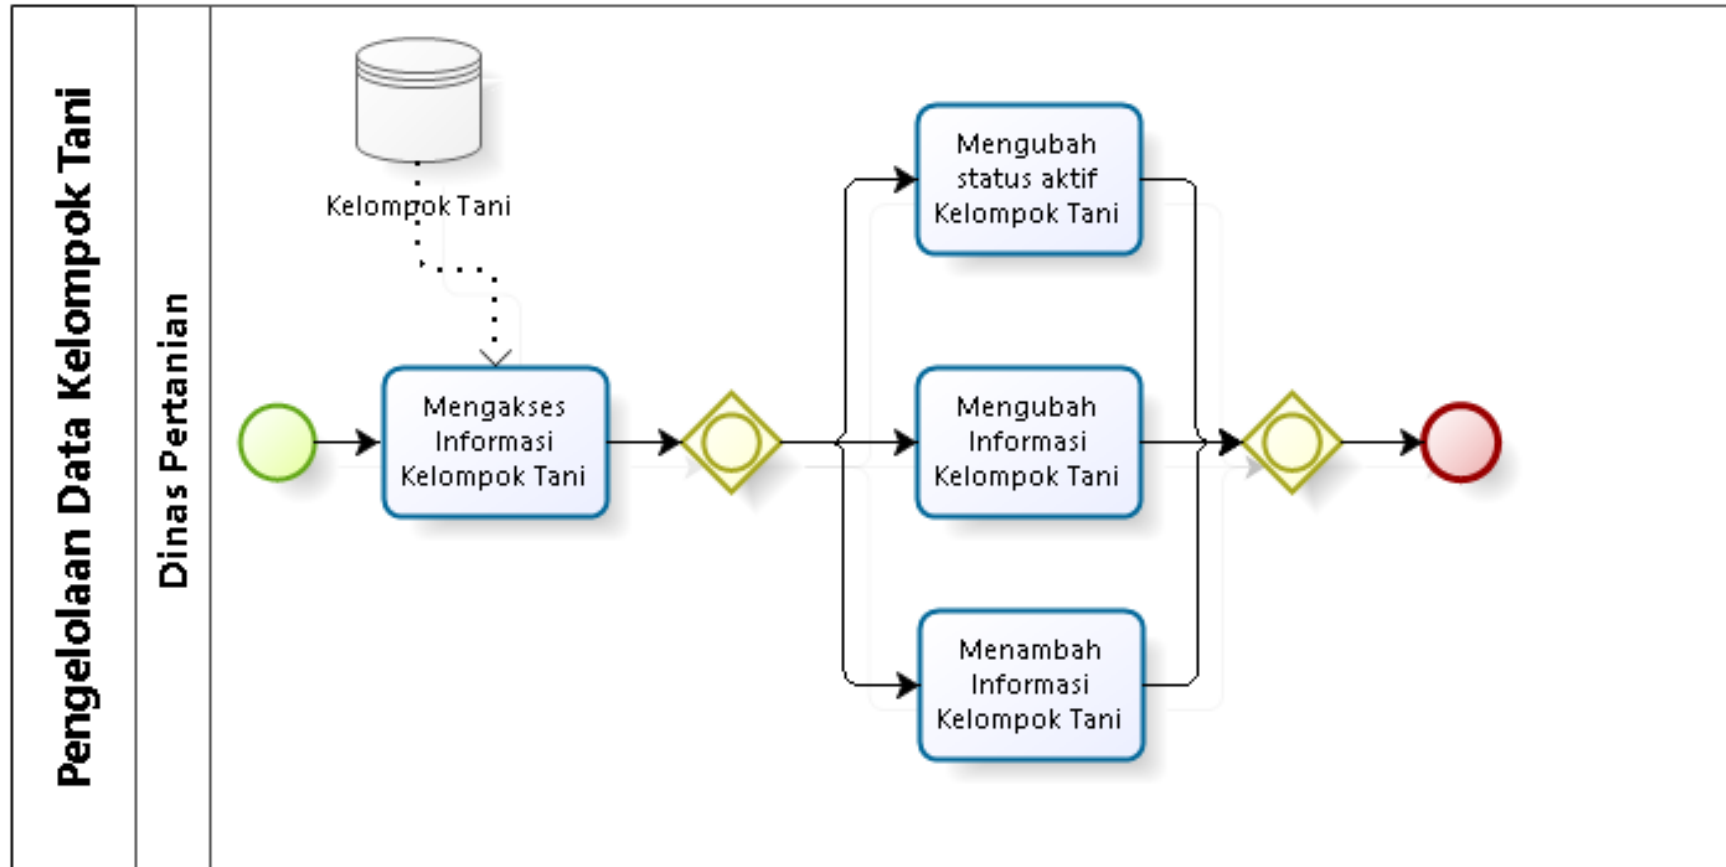 Pengelolaan Data Kelompok Tani
Dinas Pertanian
Kelompok Tani
Mengakses
Informasi
Kelompok Tani
Mengubah
status aktif
Kelompok Tani
Mengubah
Informasi
Kelompok Tani
Menambah
Informasi
Kelompok Tani